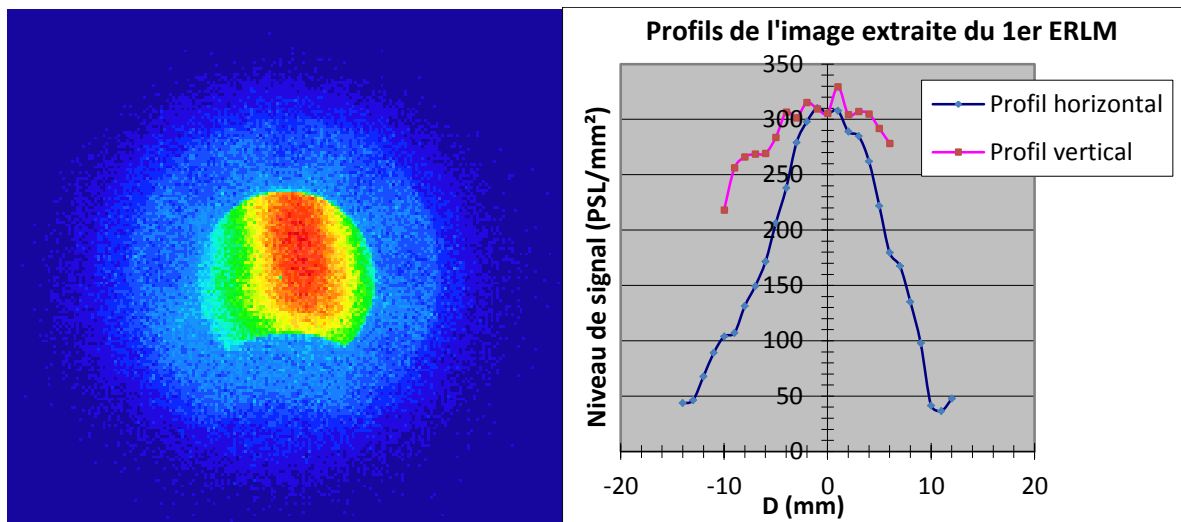 Profils de l'image extraite du 1er ERLM
Niveau de signal (PSL/mm²)
350
300
250
200
150
100
50
0
-20
-10
0
10
20
D (mm)
Profil horizontal
Profil vertical